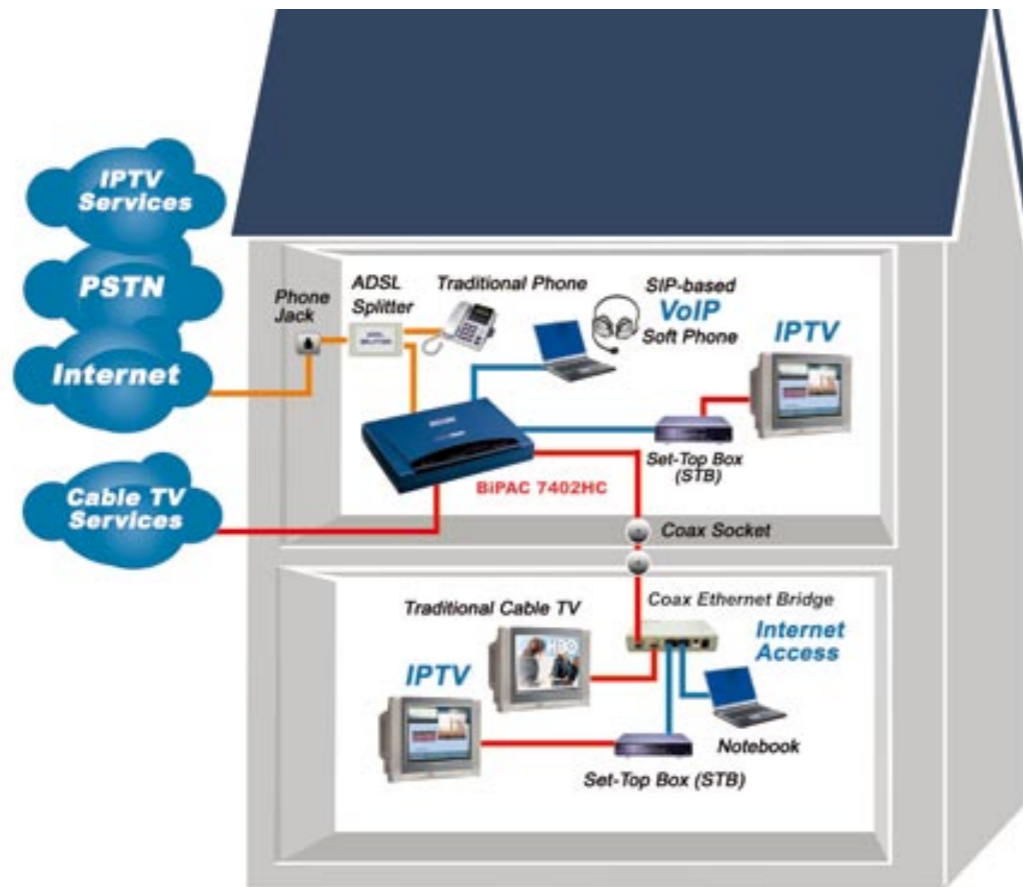 IPTV
Services
PSTN
Internet
Cable TV
Services
Phone
Jack
ADSL
Splitter
Traditional Phone
SIP-based
VoIP
Soft Phone
IPTV
Set-Top Box
(STB)
BiPAC 7402HC
Coax Socket
Traditional Cable TV
Coax Ethernet Bridge
Internet
Access
IPTV
HBO
Notebook
Set-Top Box (STB)